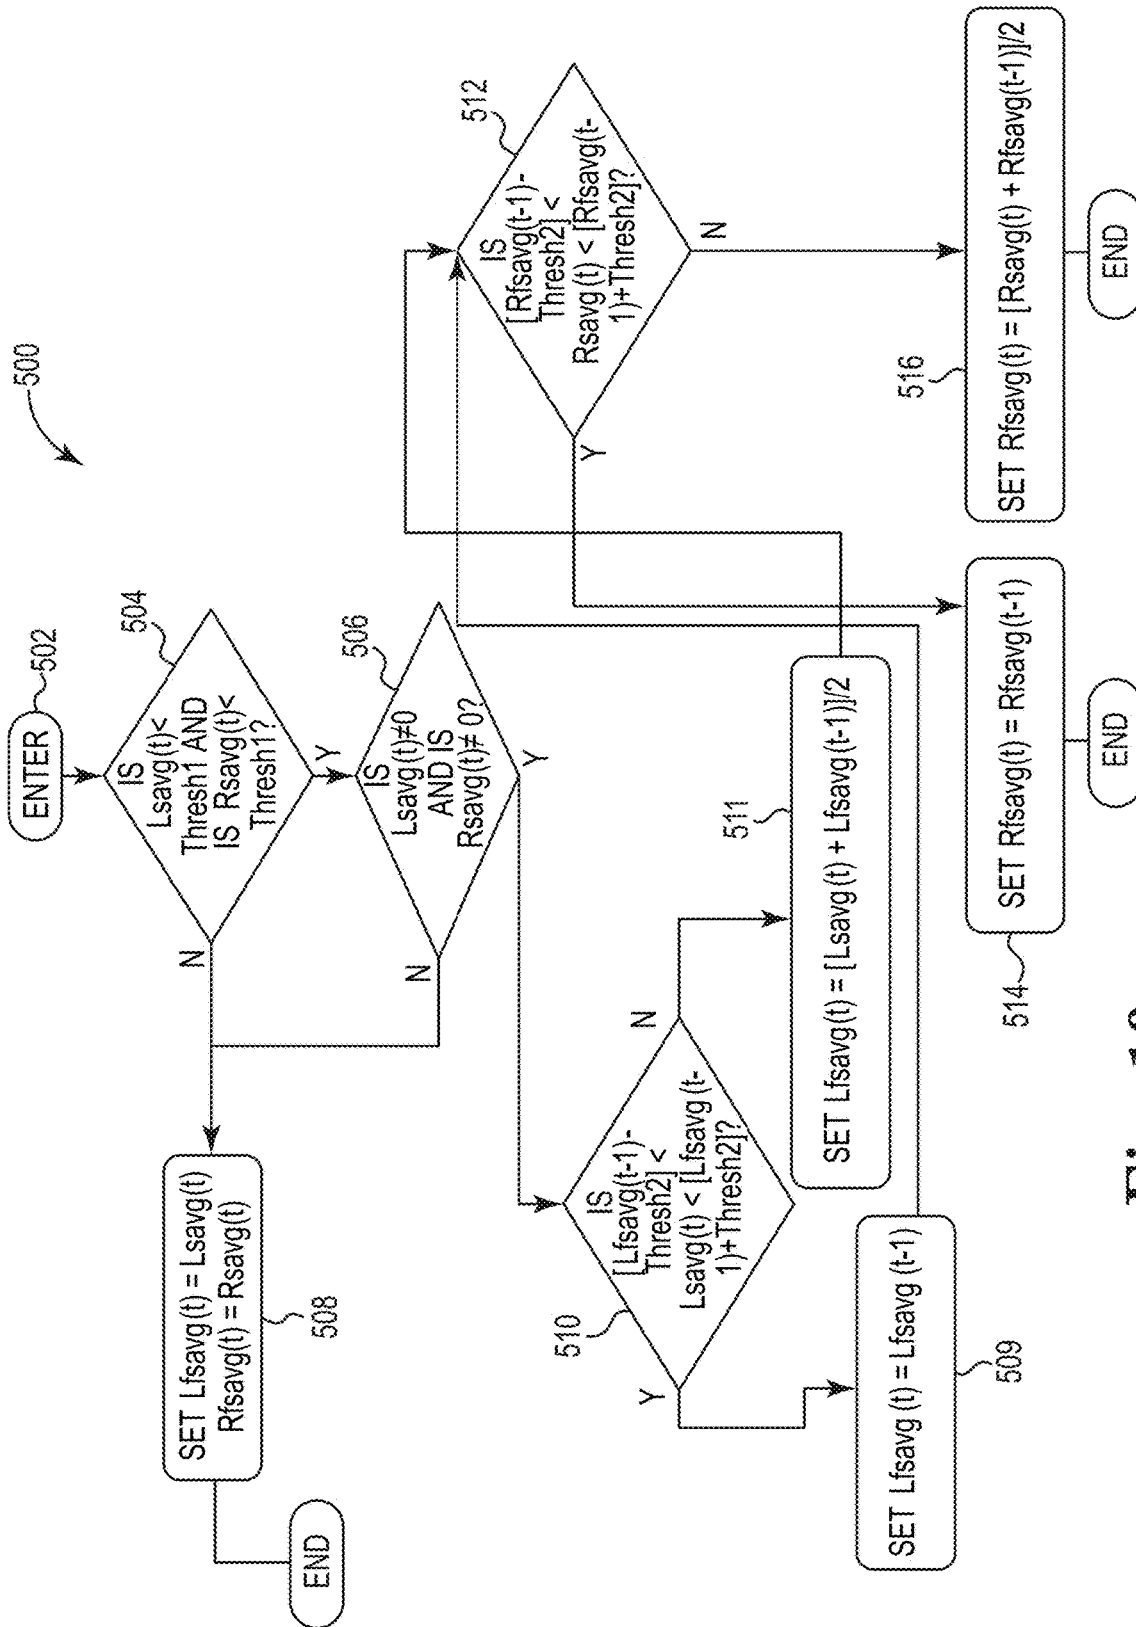 500
ENTER
502
IS
Lsavg(t)<
Thresh1 AND
IS Rsavg(t)<
Thresh1?
504
N
Y
IS
Lsavg(t)≠0
AND IS
Rsavg(t)≠ 0?
506
N
Y
SET Lfsavg(t) = Lsavg(t)
Rfsavg(t) = Rsavg(t)
508
END
IS
[Lfsavg(t-1)-
Thresh2] <
Lsavg(t) < [Lfsavg (t-
1)+Thresh2]?
510
Y
N
SET Lfsavg(t) = [Lsavg(t) + Lfsavg(t-1)]/2
511
SET Lfsavg (t) = Lfsavg (t-1)
509
IS
[Rfsavg(t-1)-
Thresh2] <
Rsavg(t) < [Rfsavg(t-
1)+Thresh2]?
512
Y
N
SET Rfsavg(t) = Rfsavg(t-1)
514
END
SET Rfsavg(t) = [Rsavg(t) + Rfsavg(t-1)]/2
516
END